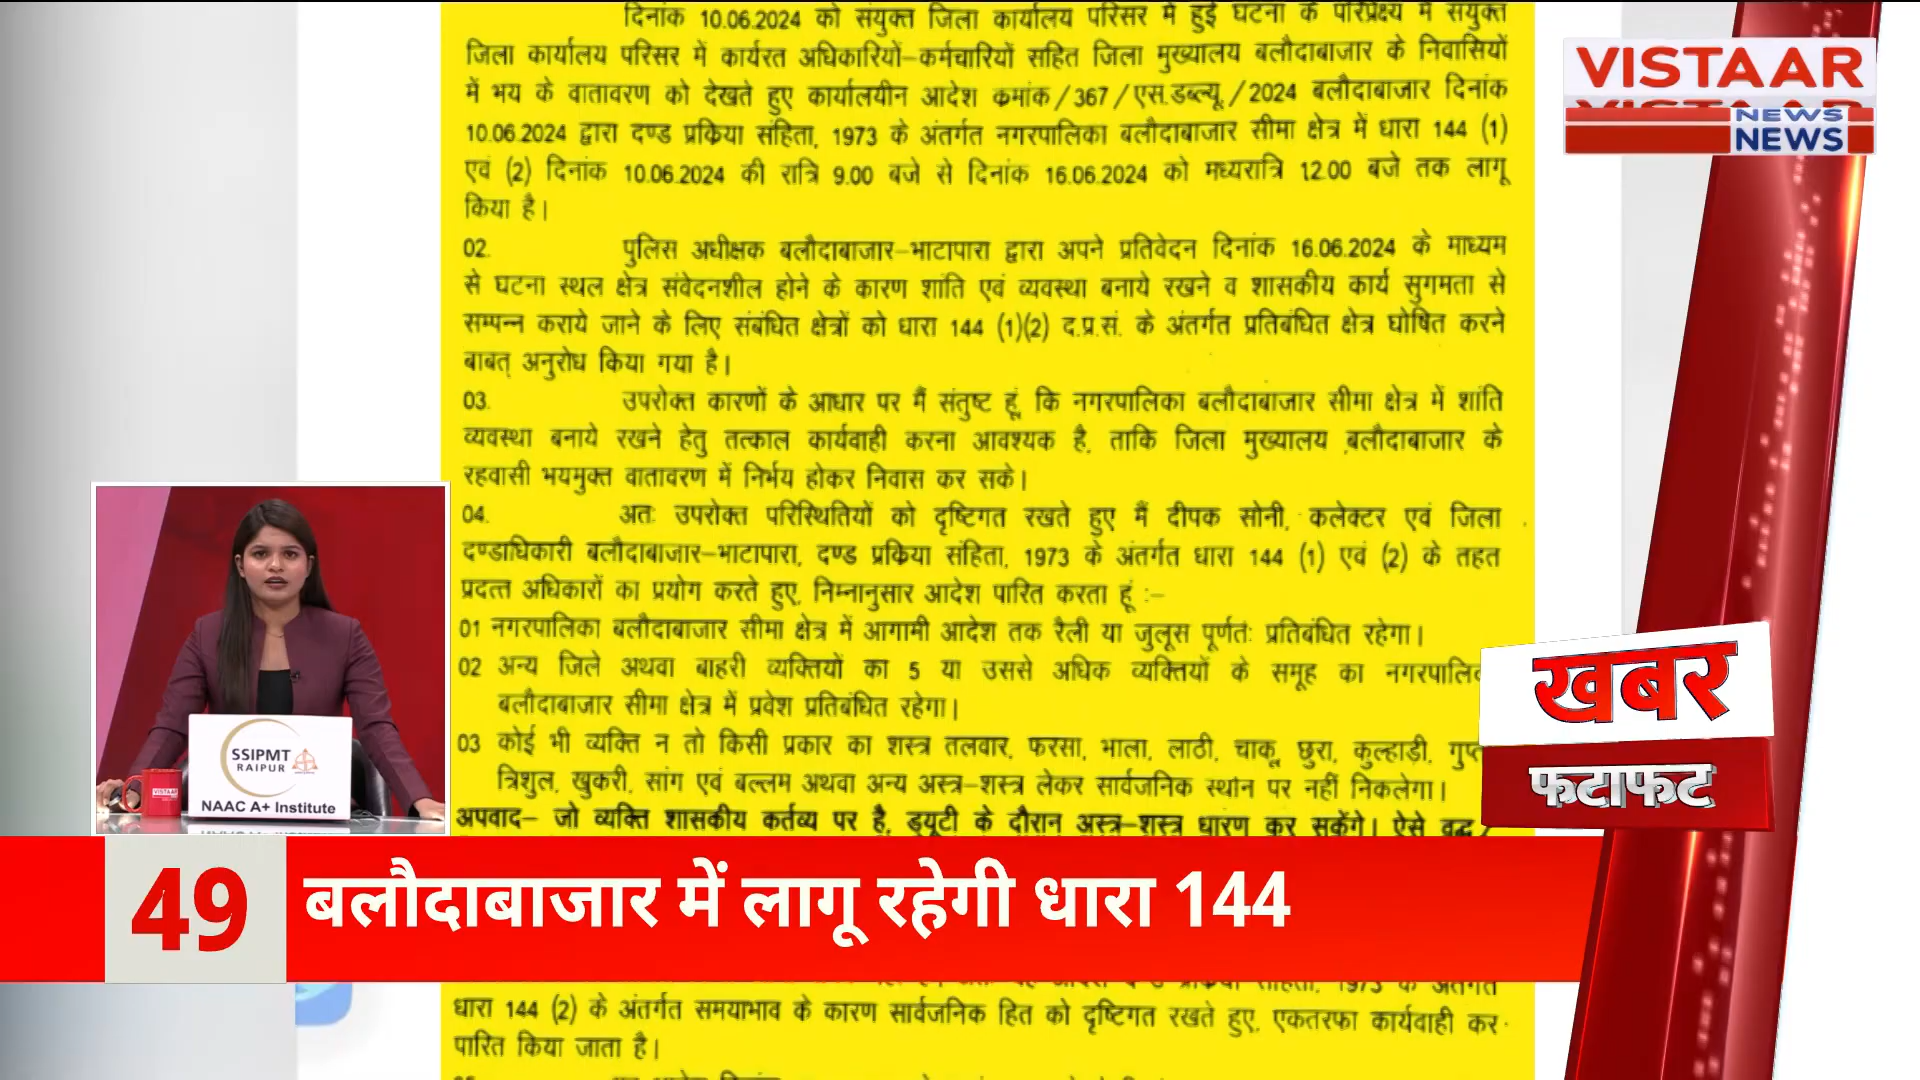 दिनांक 10.06.2024 को संयुक्त जिला कार्यालय परिसर में हुई घटना के परिप्रेक्ष्य में संयुक्त
जिला कार्यालय परिसर में कार्यरत अधिकारियों-कर्मचारियों सहित जिला मुख्यालय बलौदाबाजार के निवासियों
में भय के वातावरण को देखते हुए कार्यालयीन आदेश कमांक/367/एस.डब्ल्यू./2024 बलौदाबाजार दिनांक
10.06.2024 द्वारा दण्ड प्रकिया संहिता, 1973 के अंतर्गत नगरपालिका बलौदाबाजार सीमा क्षेत्र में धारा 144 (1)
एवं (2) दिनांक 10.06.2024 की रात्रि 9.00 बजे से दिनांक 16.06.2024 को मध्यरात्रि 12.00 बजे तक लागू
किया है।
02. पुलिस अधीक्षक बलौदाबाजार-भाटापारा द्वारा अपने प्रतिवेदन दिनांक 16.06.2024 के माध्यम
से घटना स्थल क्षेत्र संवेदनशील होने के कारण शांति एवं व्यवस्था बनाये रखने व शासकीय कार्य सुगमता से
सम्पन्न कराये जाने के लिए संबंधित क्षेत्रों को धारा 144 (1)(2) द.प्र.सं. के अंतर्गत प्रतिबंधित क्षेत्र घोषित करने
बाबत् अनुरोध किया गया है।
03. उपरोक्त कारणों के आधार पर मैं संतुष्ट हूं, कि नगरपालिका बलौदाबाजार सीमा क्षेत्र में शांति
व्यवस्था बनाये रखने हेतु तत्काल कार्यवाही करना आवश्यक है, ताकि जिला मुख्यालय बलौदाबाजार के
रहवासी भयमुक्त वातावरण में निर्भय होकर निवास कर सके।
04. अतः उपरोक्त परिस्थितियों को दृष्टिगत रखते हुए मैं दीपक सोनी, कलेक्टर एवं जिला
दण्डाधिकारी बलौदाबाजार-भाटापारा, दण्ड प्रकिया संहिता, 1973 के अंतर्गत धारा 144 (1) एवं (2) के तहत
प्रदत्त अधिकारों का प्रयोग करते हुए, निम्नानुसार आदेश पारित करता हूं :-
01 नगरपालिका बलौदाबाजार सीमा क्षेत्र में आगामी आदेश तक रैली या जुलूस पूर्णतः प्रतिबंधित रहेगा।
02 अन्य जिले अथवा बाहरी व्यक्तियों का 5 या उससे अधिक व्यक्तियों के समूह का
बलौदाबाजार सीमा क्षेत्र में प्रवेश प्रतिबंधित रहेगा।
03 कोई भी व्यक्ति न तो किसी प्रकार का शस्त्र तलवार, फरसा, भाला, लाठी, चाकू, छुरा, कुल्हाड़ी,
त्रिशुल, खुकरी, सांग एवं बल्लम अथवा अन्य अस्त्र-शस्त्र लेकर सार्वजनिक स्थान पर नहीं निकलेगा।
अपवाद- जो व्यक्ति शासकीय कर्तव्य पर है, ड्यूटी के दौरान अस्त्र-शस्त्र धारण कर सकेंगे। ऐसे वृद्ध/
धारा 144 (2) के अंतर्गत समयाभाव के कारण सार्वजनिक हित को दृष्टिगत रखते हुए, एकतरफा कार्यवाही कर
पारित किया जाता है।
VISTAAR
NEWS
NEWS
SSIPMT
RAIPUR
NAAC A+ Institute
VISTAAR
खबर
फटाफट
49 बलौदाबाजार में लागू रहेगी धारा 144